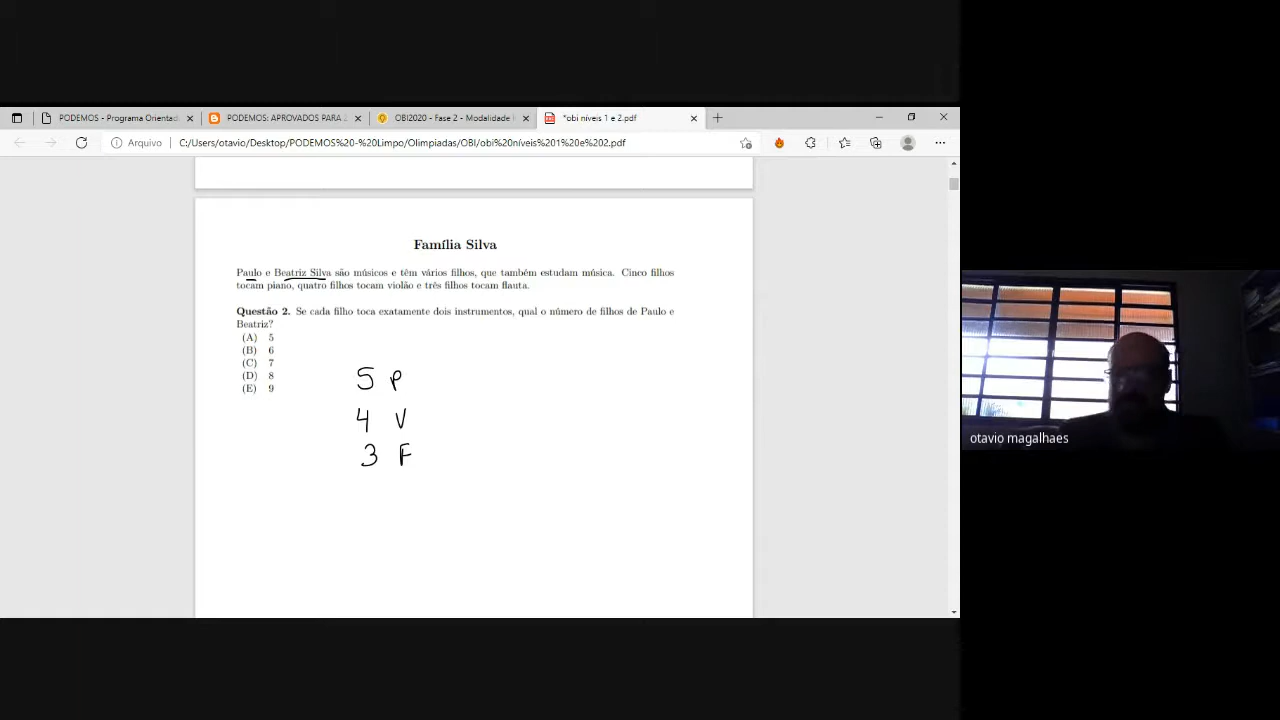 PODEMOS - Programa Orientad
PODEMOS: APROVADOS PARA 2
OBI2020 - Fase 2 - Modalidade I
*obi níveis 1 e 2.pdf
Arquivo
C:/Users/otavio/Desktop/PODEMOS%20-%20Limpo/Olimpiadas/OBI/obi%20níveis%201%20e%202.pdf
Família Silva
Paulo e Beatriz Silva são músicos e têm vários filhos, que também estudam música. Cinco filhos
tocam piano, quatro filhos tocam violão e três filhos tocam flauta.
Questão 2. Se cada filho toca exatamente dois instrumentos, qual o número de filhos de Paulo e
Beatriz?
(A) 5
(B) 6
(C) 7
(D) 8
(E) 9
5 P
4 V
3 F
otavio magalhaes